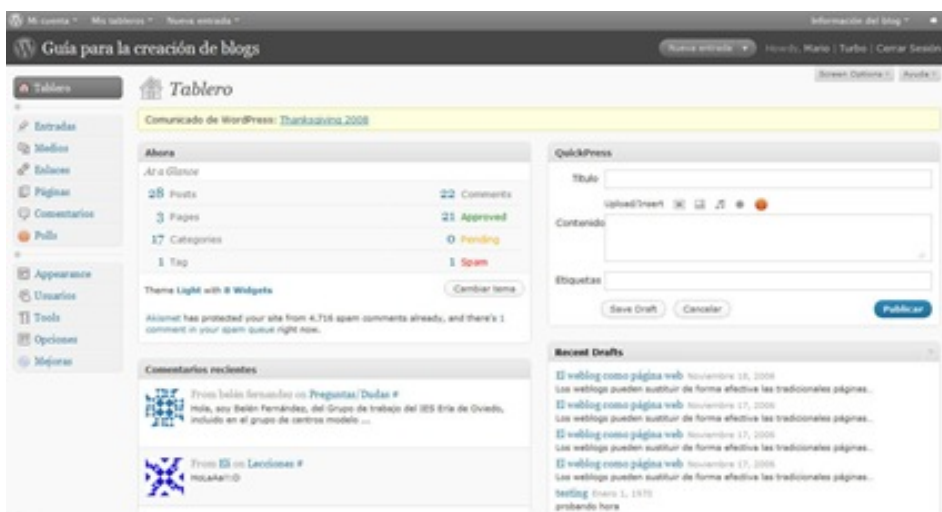 Mi cuenta Mis tableros Nueva entrada Información del blog
Guía para la creación de blogs Nueva entrada Howdy, Mario | Turbo | Cerrar Sesión
Screen Options Ayuda
Tablero
Tablero
Comunicado de WordPress: Thanksgiving 2008
Entradas
Medios
Enlaces
Páginas
Comentarios
Polls
Appearance
Usuarios
Tools
Opciones
Mejoras
Ahora
At a Glance
28 Posts 22 Comments
3 Pages 21 Approved
17 Categories 0 Pending
1 Tag 1 Spam
Theme Light with 8 Widgets Cambiar tema
Akismet has protected your site from 4,716 spam comments already, and there's 1
comment in your spam queue right now.
Comentarios recientes
From belén fernandez on Preguntas/Dudas #
Hola, soy Belén Fernández, del Grupo de trabajo del IES Ería de Oviedo,
incluido en el grupo de centros modelo ...
From Eli on Lecciones #
HoLaAa!!:D
QuickPress
Título
Upload/Insert
Contenido
Etiquetas
Save Draft Cancelar Publicar
Recent Drafts
El weblog como página web Noviembre 18, 2006
Los weblogs pueden sustituir de forma efectiva las tradicionales páginas...
El weblog como página web Noviembre 17, 2006
Los weblogs pueden sustituir de forma efectiva las tradicionales páginas...
El weblog como página web Noviembre 17, 2006
Los weblogs pueden sustituir de forma efectiva las tradicionales páginas...
El weblog como página web Noviembre 17, 2006
Los weblogs pueden sustituir de forma efectiva las tradicionales páginas...
testing Enero 1, 1970
probando hora